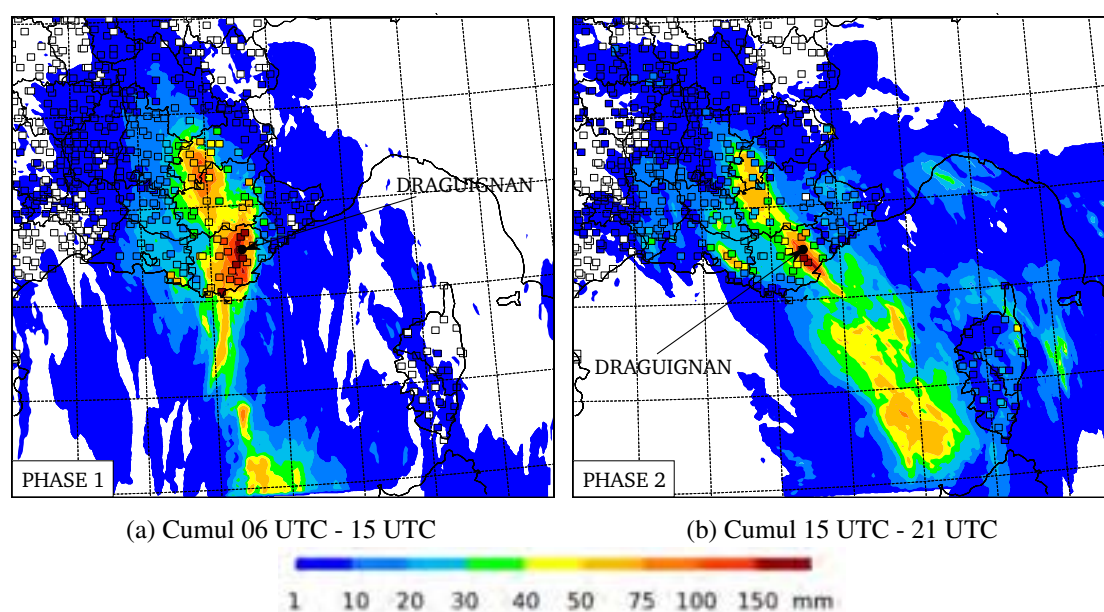 DRAGUIGNAN
PHASE 1
DRAGUIGNAN
PHASE 2
(a) Cumul 06 UTC - 15 UTC
(b) Cumul 15 UTC - 21 UTC
1 10 20 30 40 50 75 100 150 mm